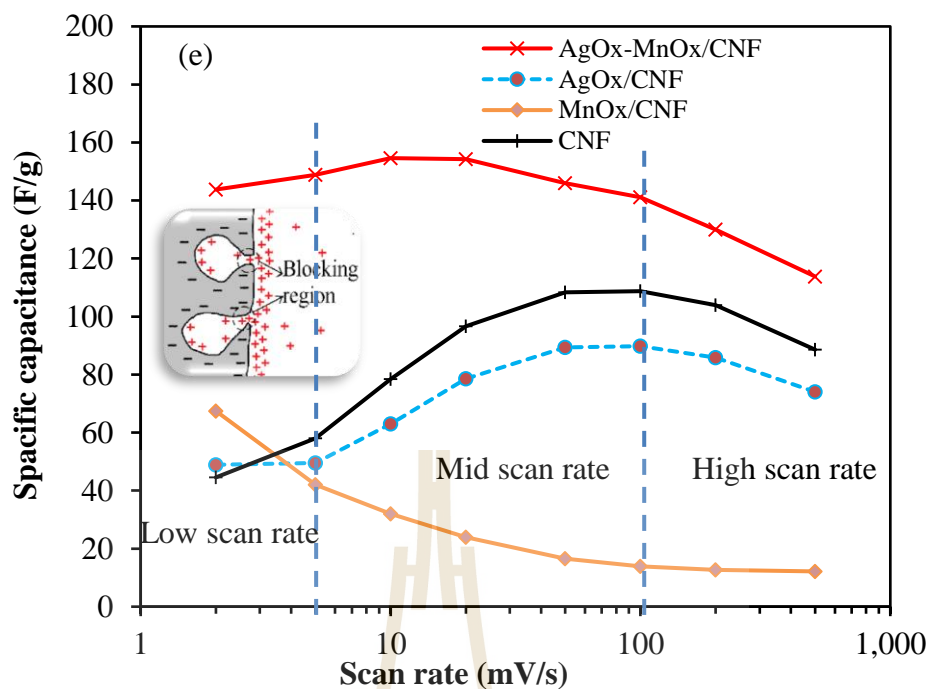 (e)
AgOx-MnOx/CNF
AgOx/CNF
MnOx/CNF
CNF
Spacific capacitance (F/g)
200
180
160
140
120
100
80
60
40
20
0
Blocking
region
Low scan rate
Mid scan rate
High scan rate
1
10
100
1,000
Scan rate (mV/s)